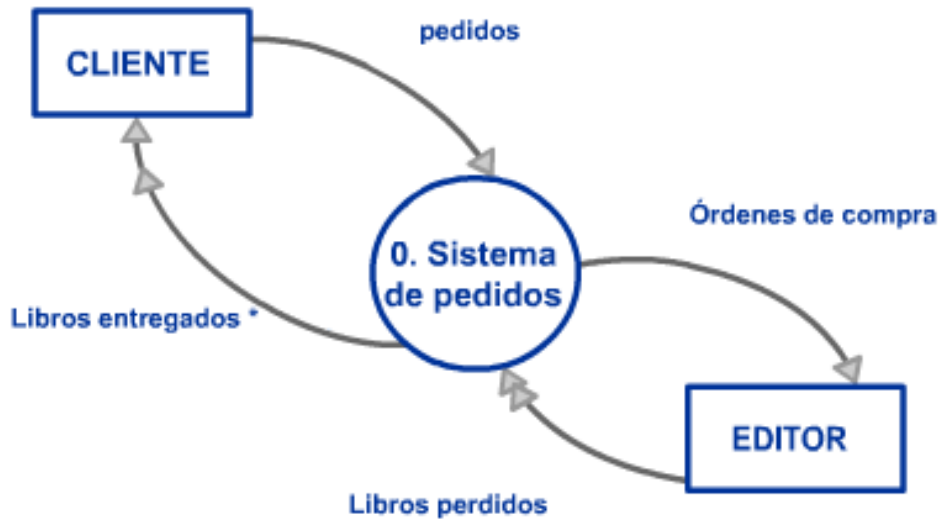 pedidos
CLIENTE
Órdenes de compra
0. Sistema
de pedidos
Libros entregados *
EDITOR
Libros perdidos